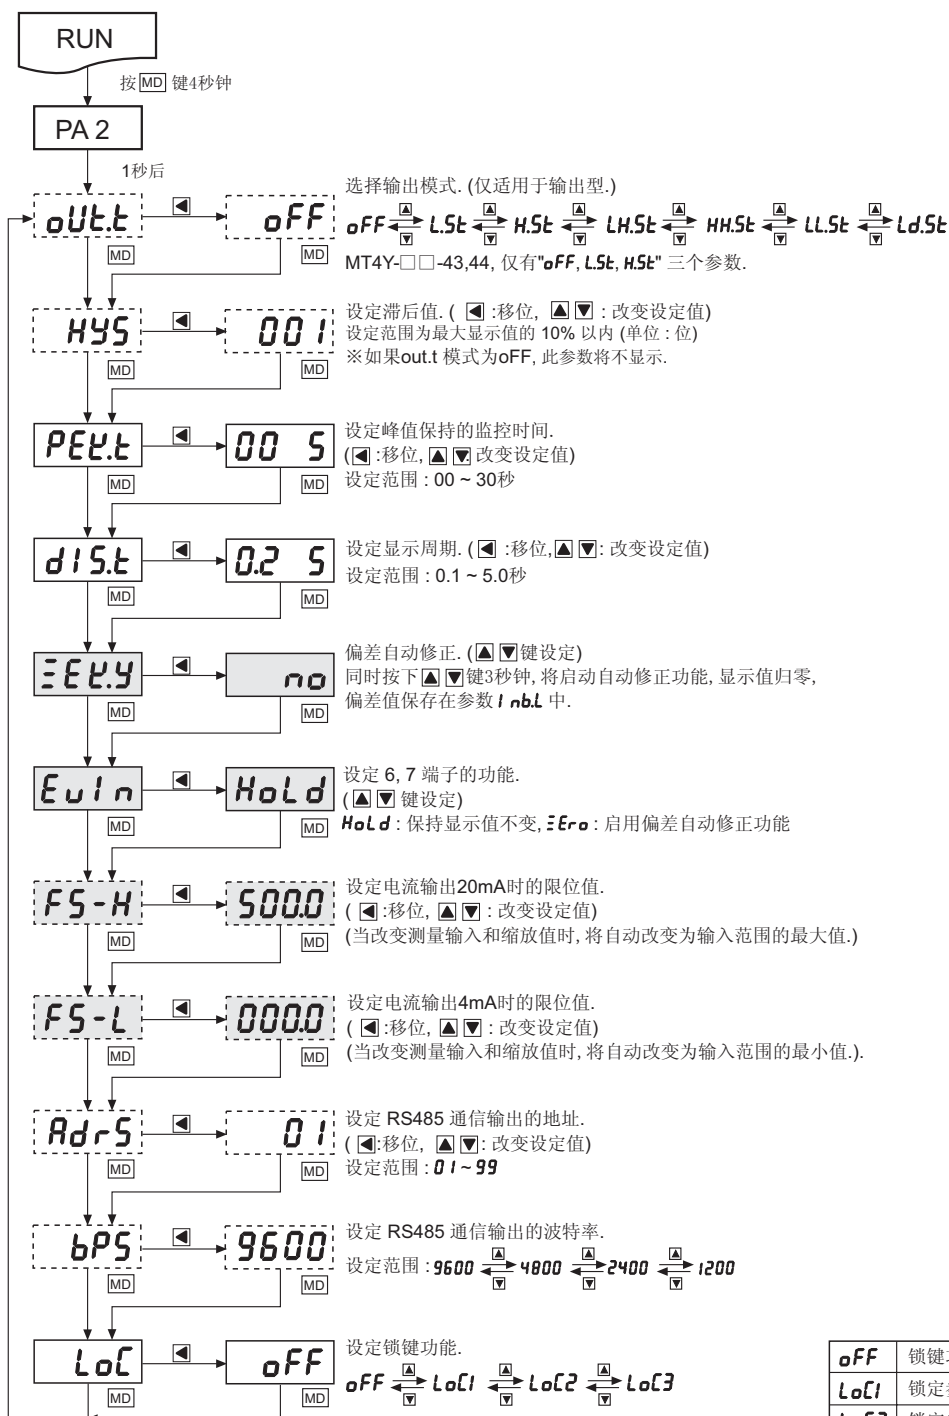 RUN
按 MD 键4秒钟
PA 2
1秒后
选择输出模式. (仅适用于输出型.)
oUt.t oFF oFF L.St H.St LH.St HH.St LL.St Ld.St
MD MD MT4Y-□□-43,44, 仅有"oFF, L.St, H.St" 三个参数.
设定滞后值. ( ◀ :移位, ▲ ▼ : 改变设定值)
HYS 001 设定范围为最大显示值的 10% 以内 (单位 : 位)
MD MD ※如果out.t 模式为oFF, 此参数将不显示.
设定峰值保持的监控时间.
PEK.t 00 S (◀ :移位, ▲ ▼ 改变设定值)
MD MD 设定范围 : 00 ~ 30秒
设定显示周期. ( ◀ :移位,▲ ▼: 改变设定值)
dIS.t 0.2 S 设定范围 : 0.1 ~ 5.0秒
MD MD
偏差自动修正. (▲ ▼键设定)
ZEK.Y no 同时按下▲ ▼键3秒钟, 将启动自动修正功能, 显示值归零,
MD MD 偏差值保存在参数Inb.L 中.
设定 6, 7 端子的功能.
EvIn HoLd (▲ ▼ 键设定)
MD MD HoLd : 保持显示值不变, ZEro : 启用偏差自动修正功能
设定电流输出20mA时的限位值.
FS-H 500.0 ( ◀ :移位, ▲ ▼ : 改变设定值)
MD MD (当改变测量输入和缩放值时, 将自动改变为输入范围的最大值.)
设定电流输出4mA时的限位值.
FS-L 000.0 ( ◀ :移位, ▲ ▼ : 改变设定值)
MD MD (当改变测量输入和缩放值时, 将自动改变为输入范围的最小值.).
设定 RS485 通信输出的地址.
AdrS 01 ( ◀:移位, ▲ ▼: 改变设定值)
MD MD 设定范围 : 01 ~ 99
设定 RS485 通信输出的波特率.
bPS 9600 设定范围 : 9600 4800 2400 1200
MD MD
设定锁键功能.
LoC oFF oFF LoC1 LoC2 LoC3
MD MD
oFF 锁键
LoC1 锁定